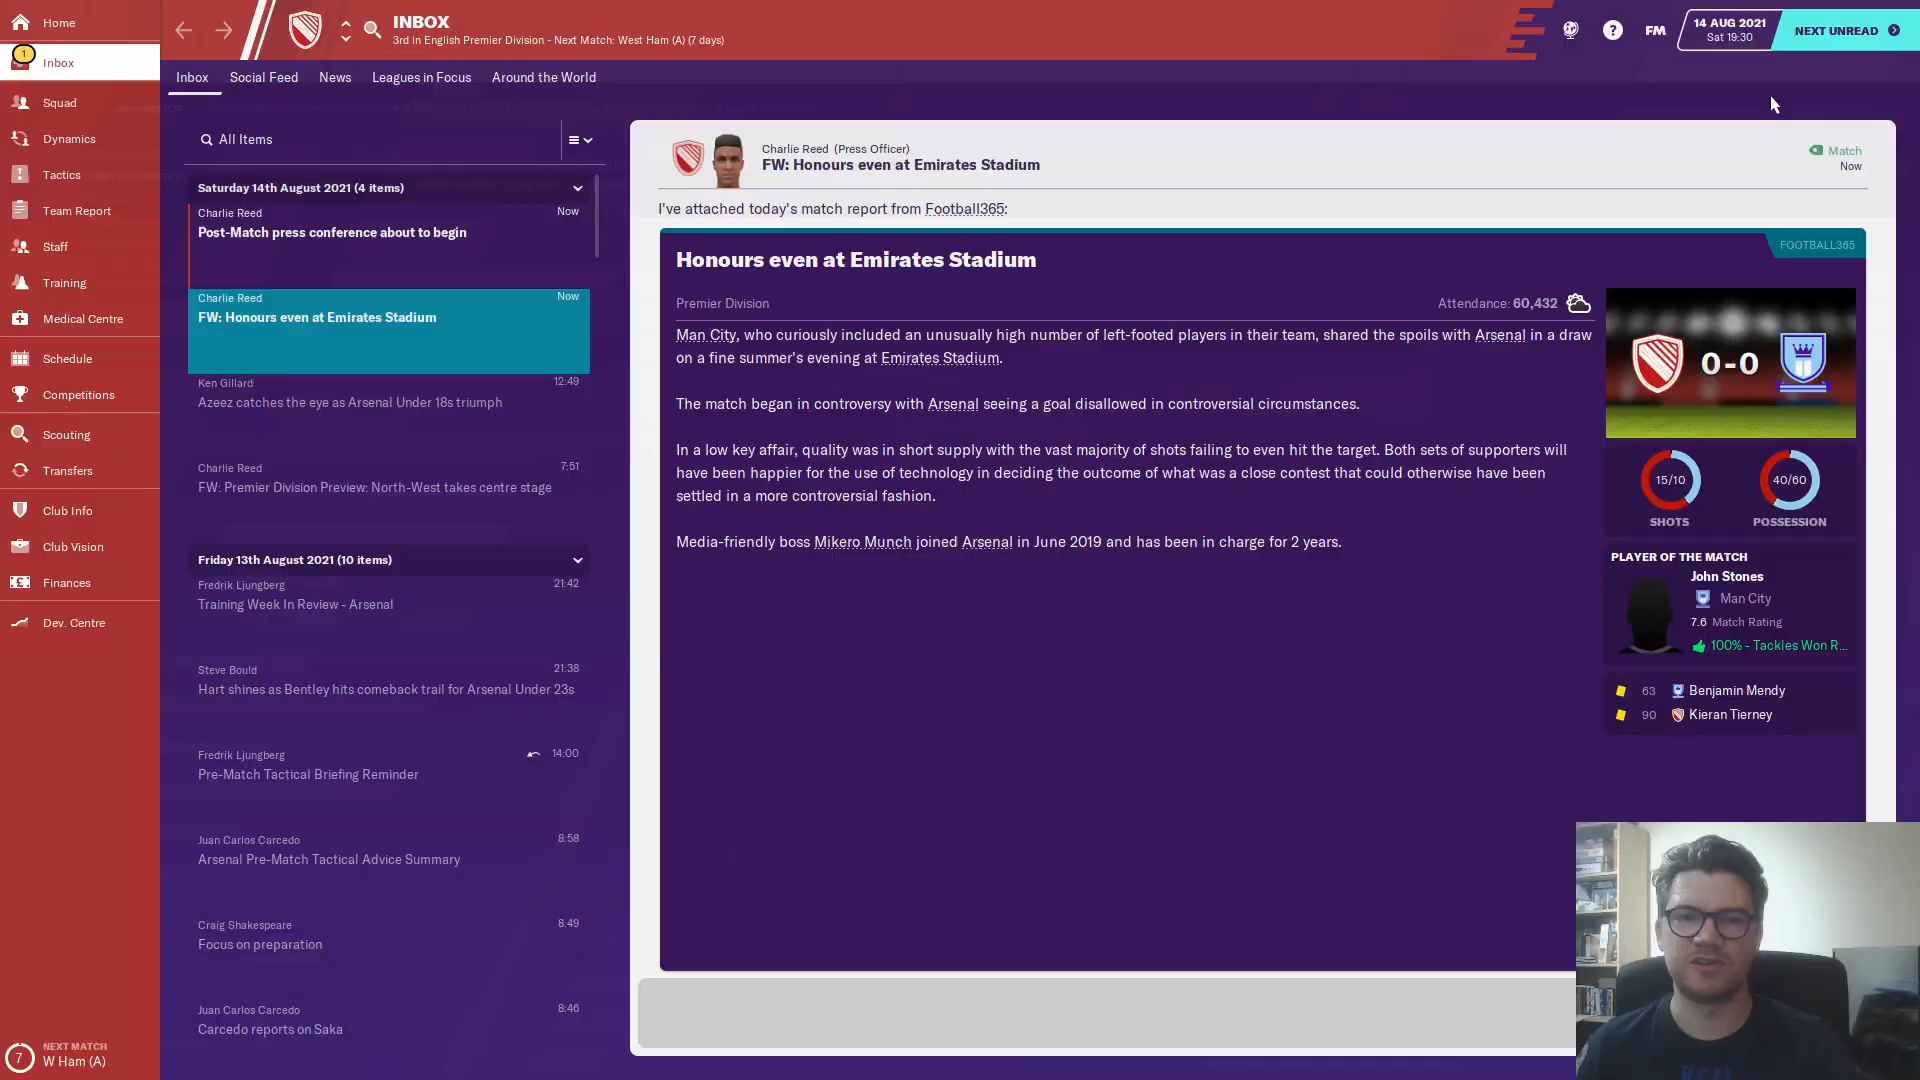 Home
1
Inbox
Squad
Dynamics
Tactics
Team Report
Staff
Training
Medical Centre
Schedule
Competitions
Scouting
Transfers
Club Info
Club Vision
Finances
Dev. Centre
7
NEXT MATCH
W Ham (A)
INBOX
3rd in English Premier Division - Next Match: West Ham (A) (7 days)
?
FM
14 AUG 2021
Sat 19:30
NEXT UNREAD
Inbox Social Feed News Leagues in Focus Around the World
All Items
Saturday 14th August 2021 (4 items)
Charlie Reed Now
Post-Match press conference about to begin
Charlie Reed Now
FW: Honours even at Emirates Stadium
Ken Gillard 12:49
Azeez catches the eye as Arsenal Under 18s triumph
Charlie Reed 7:51
FW: Premier Division Preview: North-West takes centre stage
Friday 13th August 2021 (10 items)
Fredrik Ljungberg 21:42
Training Week In Review - Arsenal
Steve Bould 21:38
Hart shines as Bentley hits comeback trail for Arsenal Under 23s
Fredrik Ljungberg 14:00
Pre-Match Tactical Briefing Reminder
Juan Carlos Carcedo 8:58
Arsenal Pre-Match Tactical Advice Summary
Craig Shakespeare 8:49
Focus on preparation
Juan Carlos Carcedo 8:46
Carcedo reports on Saka
Charlie Reed (Press Officer)
FW: Honours even at Emirates Stadium
Match
Now
I've attached today's match report from Football365:
FOOTBALL365
Honours even at Emirates Stadium
Premier Division Attendance: 60,432
Man City, who curiously included an unusually high number of left-footed players in their team, shared the spoils with Arsenal in a draw
on a fine summer's evening at Emirates Stadium.
The match began in controversy with Arsenal seeing a goal disallowed in controversial circumstances.
In a low key affair, quality was in short supply with the vast majority of shots failing to even hit the target. Both sets of supporters will
have been happier for the use of technology in deciding the outcome of what was a close contest that could otherwise have been
settled in a more controversial fashion.
Media-friendly boss Mikero Munch joined Arsenal in June 2019 and has been in charge for 2 years.
0-0
15/10 40/60
SHOTS POSSESSION
PLAYER OF THE MATCH
John Stones
Man City
7.6 Match Rating
100% - Tackles Won R...
63 Benjamin Mendy
90 Kieran Tierney